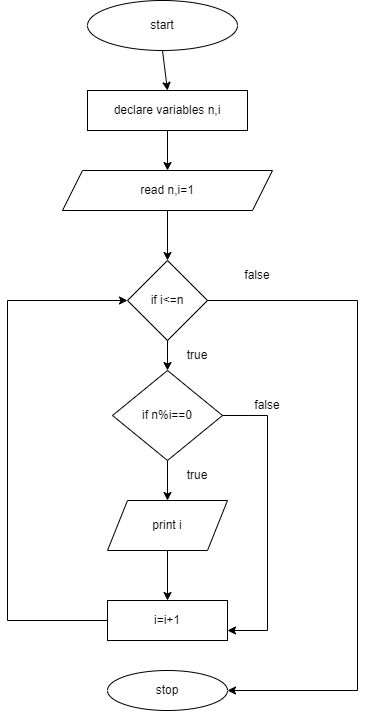 start
declare variables n,i
read n,i=1
if i<=n
false
true
if n%i==0
false
true
print i
i=i+1
stop